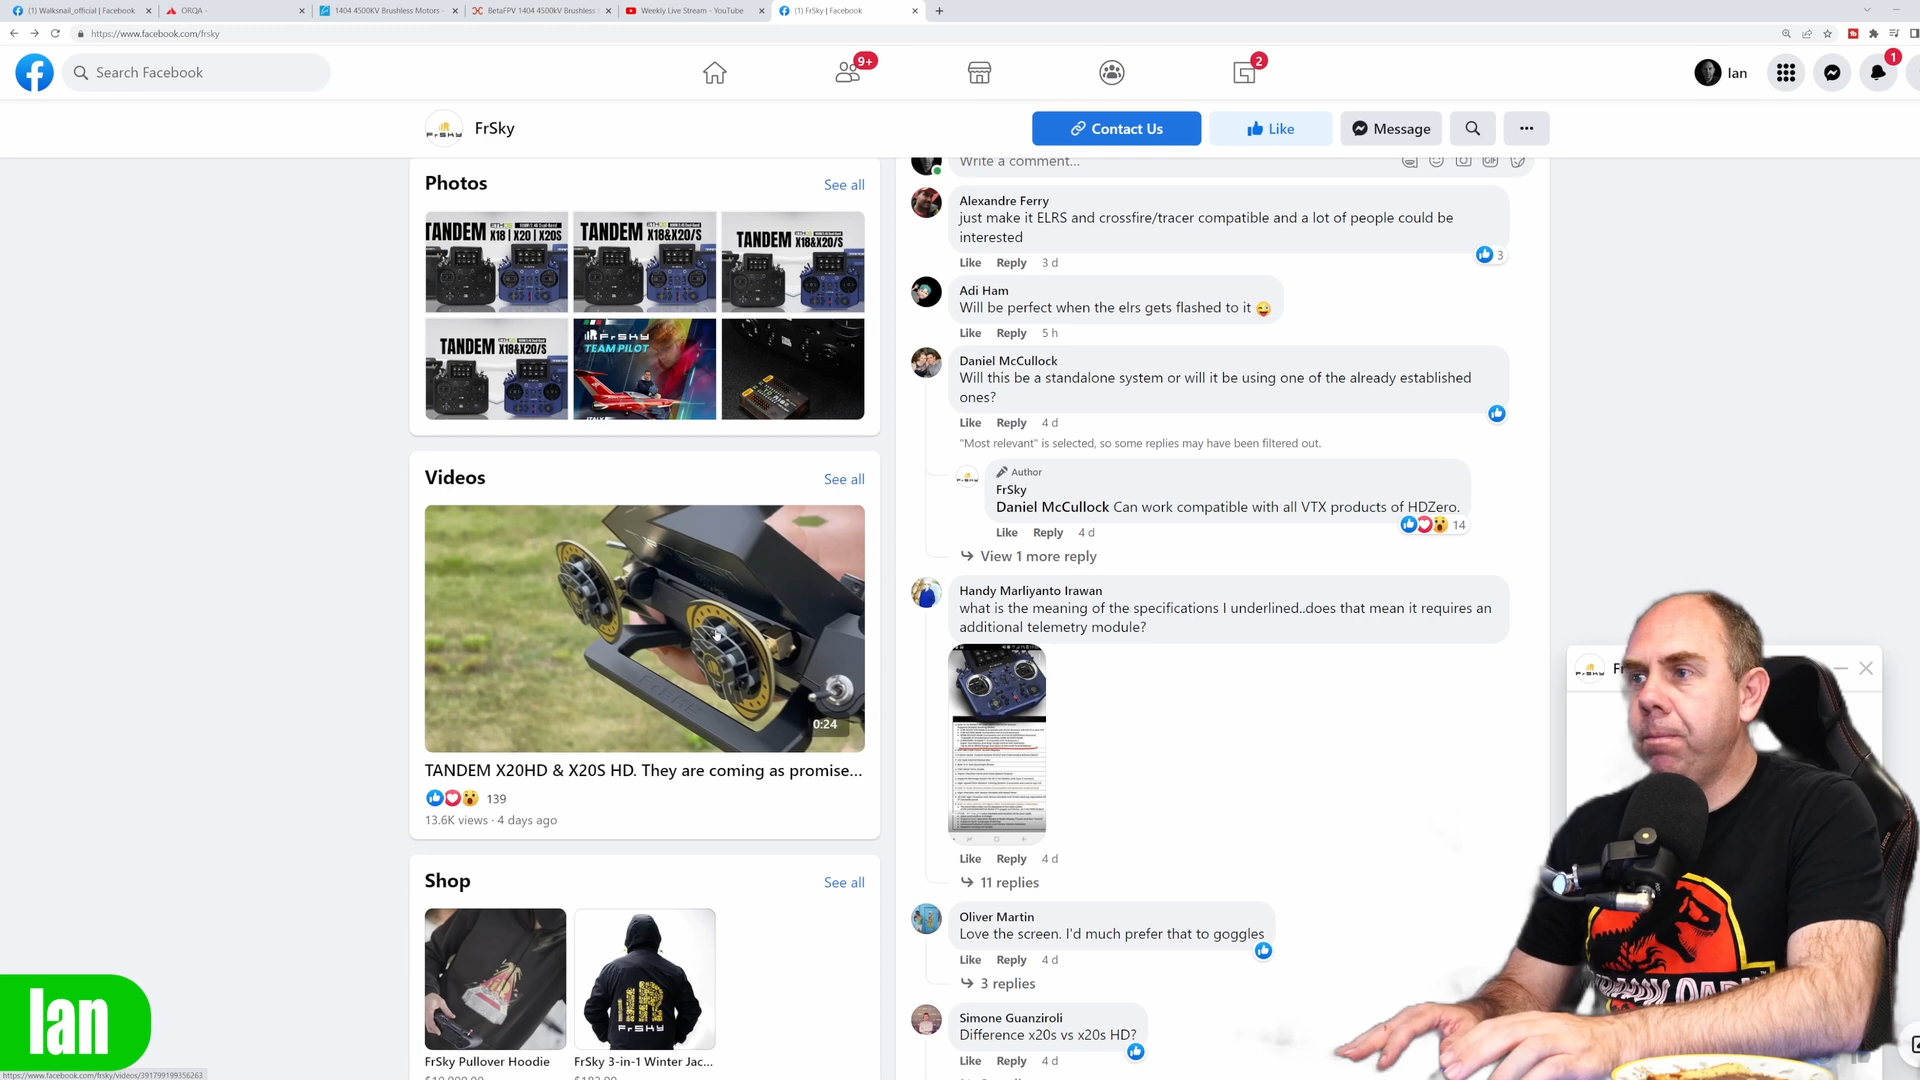 (1) Walksnail_official | Facebook
ORQA -
1404 4500KV Brushless Motors -
BetaFPV 1404 4500kV Brushless
Weekly Live Stream - YouTube
(1) FrSky | Facebook
https://www.facebook.com/frsky
Search Facebook
9+
2
Ian
1
FrSky
Contact Us
Like
Message
Photos
See all
TANDEM X18 | X20 | X20S
TANDEM X18&X20/S
TANDEM X18&X20/S
TANDEM X18&X20/S
FrSKY
TEAM PILOT
Videos
See all
0:24
TANDEM X20HD & X20S HD. They are coming as promise...
139
13.6K views · 4 days ago
Shop
See all
FrSKY
FrSky Pullover Hoodie
FrSky 3-in-1 Winter Jac...
Write a comment...
Alexandre Ferry
just make it ELRS and crossfire/tracer compatible and a lot of people could be
interested
3
Like Reply 3 d
Adi Ham
Will be perfect when the elrs gets flashed to it
Like Reply 5 h
Daniel McCullock
Will this be a standalone system or will it be using one of the already established
ones?
Like Reply 4 d
"Most relevant" is selected, so some replies may have been filtered out.
Author
FrSky
Daniel McCullock Can work compatible with all VTX products of HDZero.
14
Like Reply 4 d
View 1 more reply
Handy Marliyanto Irawan
what is the meaning of the specifications I underlined..does that mean it requires an
additional telemetry module?
Like Reply 4 d
11 replies
Oliver Martin
Love the screen. I'd much prefer that to goggles
Like Reply 4 d
3 replies
Simone Guanziroli
Difference x20s vs x20s HD?
Like Reply 4 d
Ian
https://www.facebook.com/frsky/videos/391799199356263